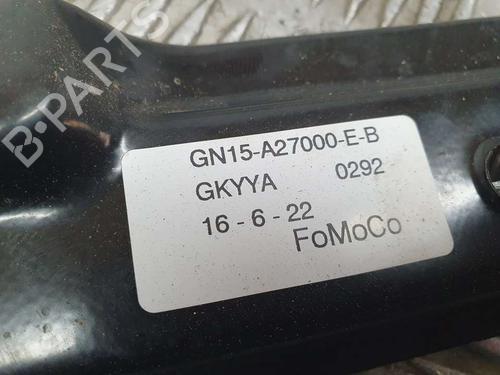 B-PARTS
GN15-A27000-E-B
GKYYA 0292
16 - 6 - 22
FoMoCo